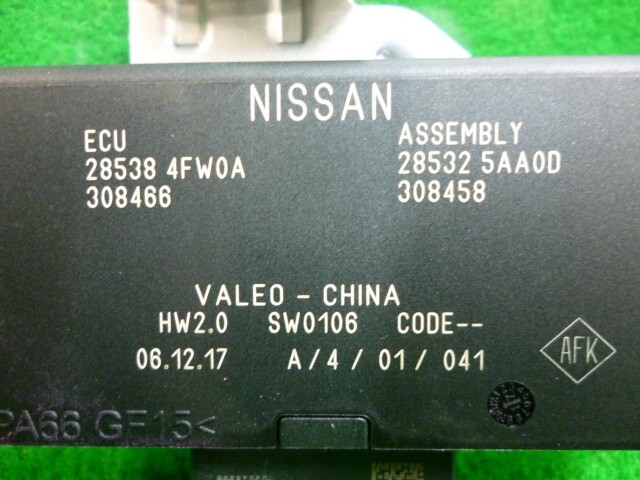 NISSAN
ECU
28538 4FW0A
308466
ASSEMBLY
28532 5AA0D
308458
VALEO - CHINA
HW2.0 SW0106 CODE--
06.12.17 A/4/01/041
AFK
PA66 GF15<